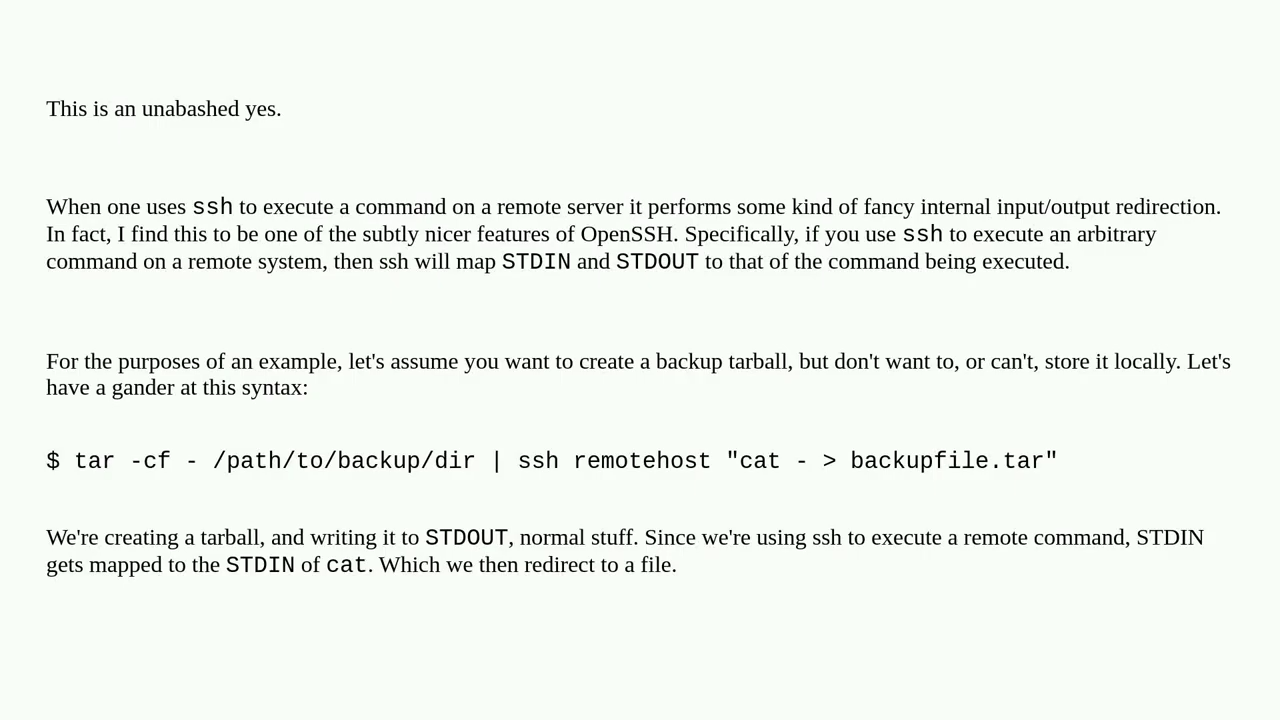 This is an unabashed yes.
When one uses ssh to execute a command on a remote server it performs some kind of fancy internal input/output redirection.
In fact, I find this to be one of the subtly nicer features of OpenSSH. Specifically, if you use ssh to execute an arbitrary
command on a remote system, then ssh will map STDIN and STDOUT to that of the command being executed.
For the purposes of an example, let's assume you want to create a backup tarball, but don't want to, or can't, store it locally. Let's
have a gander at this syntax:
$ tar -cf - /path/to/backup/dir | ssh remotehost "cat - > backupfile.tar"
We're creating a tarball, and writing it to STDOUT, normal stuff. Since we're using ssh to execute a remote command, STDIN
gets mapped to the STDIN of cat. Which we then redirect to a file.